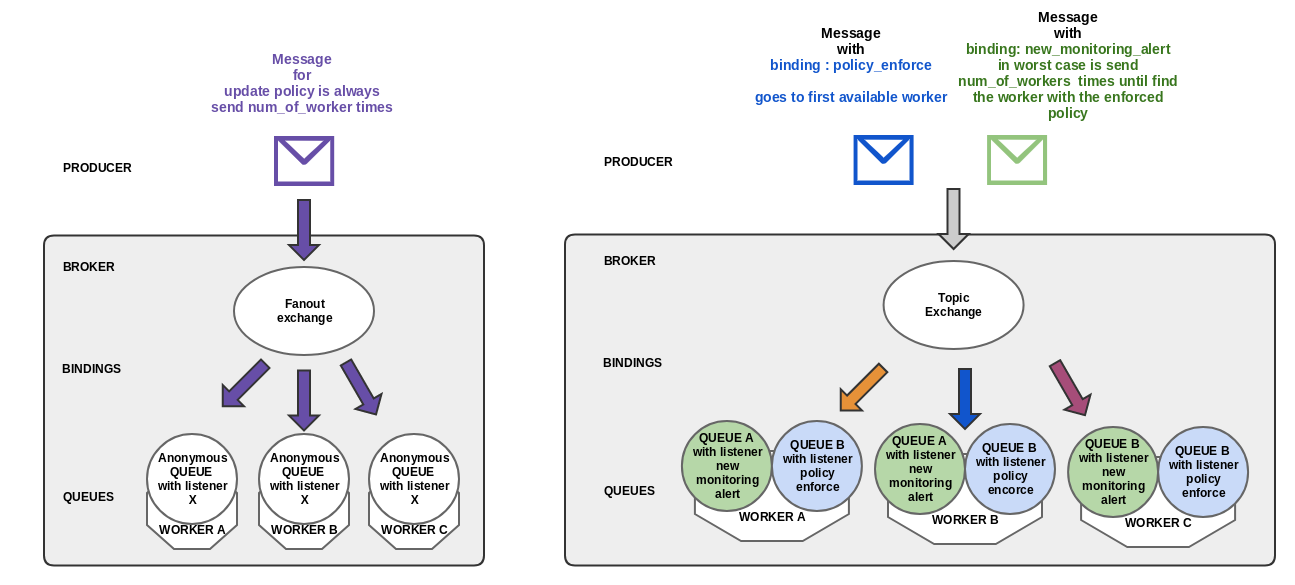 Message
for
update policy is always
send num_of_worker times
PRODUCER
BROKER
Fanout
exchange
BINDINGS
Anonymous
QUEUE
with listener
X
Anonymous
QUEUE
with listener
X
Anonymous
QUEUE
with listener
X
QUEUES
WORKER A
WORKER B
WORKER C
Message
with
binding : policy_enforce
goes to first available worker
Message
with
binding: new_monitoring_alert
in worst case is send
num_of_workers times until find
the worker with the enforced
policy
PRODUCER
BROKER
Topic
Exchange
BINDINGS
QUEUE A
with listener
new
monitoring
alert
QUEUE B
with listener
policy
enforce
QUEUE A
with listener
new
monitoring
alert
QUEUE B
with listener
policy
encorce
QUEUE B
with listener
new
monitoring
alert
QUEUE B
with listener
policy
enforce
QUEUES
WORKER A
WORKER B
WORKER C